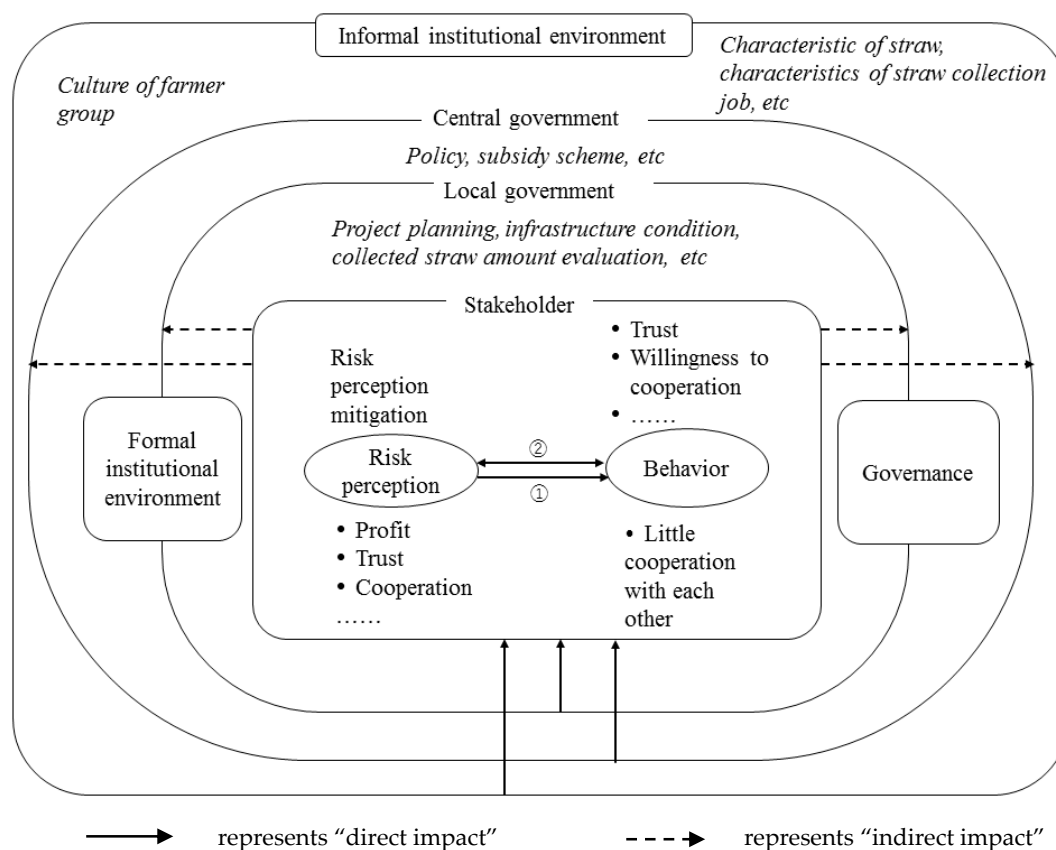 Informal institutional environment
Culture of farmer
group
Characteristic of straw,
characteristics of straw collection
job, etc
Central government
Policy, subsidy scheme, etc
Local government
Project planning, infrastructure condition,
collected straw amount evaluation, etc
Stakeholder
Risk
perception
mitigation
• Trust
• Willingness to
cooperation
• ......
Formal
institutional
environment
Risk
perception
②
①
Behavior
Governance
• Profit
• Trust
• Cooperation
......
• Little
cooperation
with each
other
represents “direct impact”
represents “indirect impact”